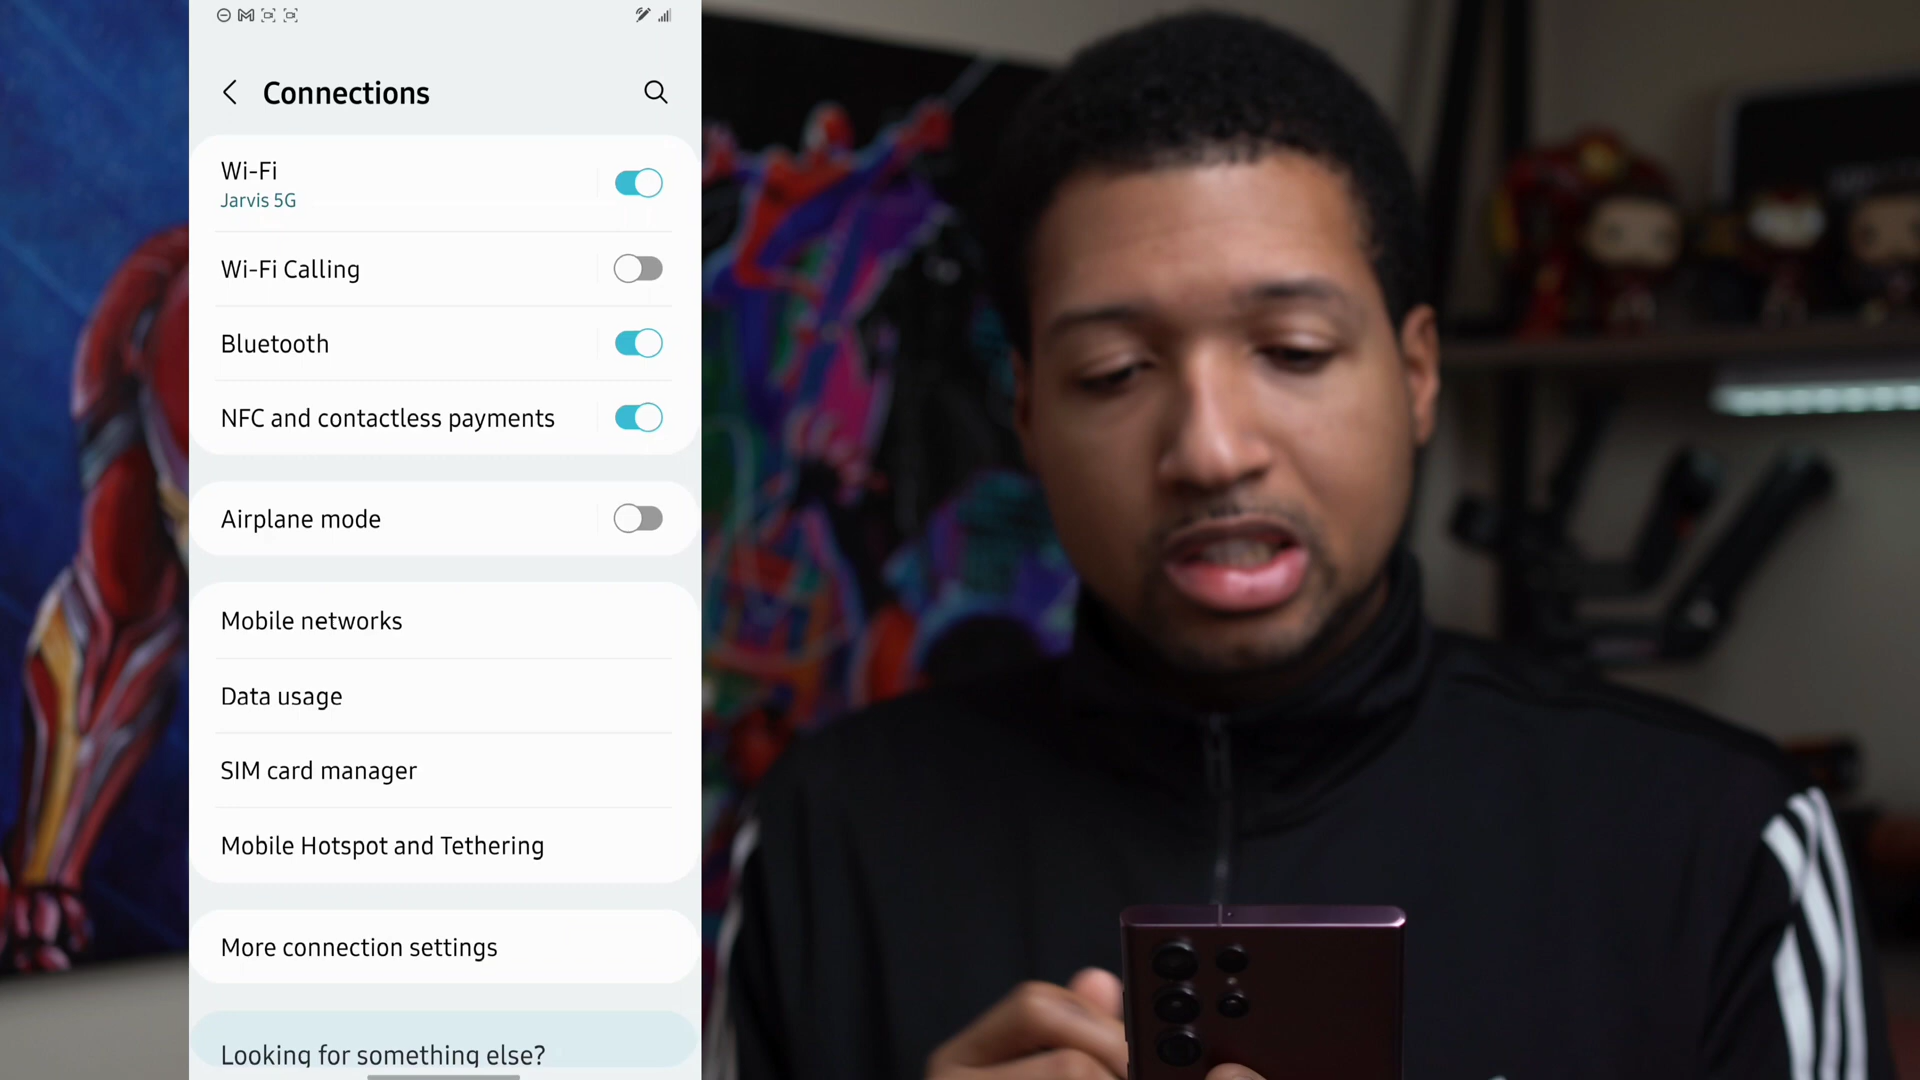 Connections
Wi-Fi
Jarvis 5G
Wi-Fi Calling
Bluetooth
NFC and contactless payments
Airplane mode
Mobile networks
Data usage
SIM card manager
Mobile Hotspot and Tethering
More connection settings
Looking for something else?